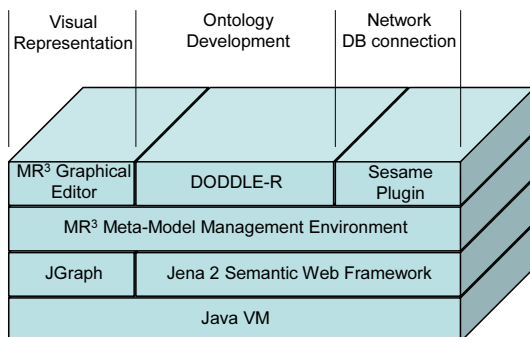 Visual
Representation
Ontology
Development
Network
DB connection
MR³ Graphical
Editor
DODDLE-R
Sesame
Plugin
MR³ Meta-Model Management Environment
JGraph
Jena 2 Semantic Web Framework
Java VM